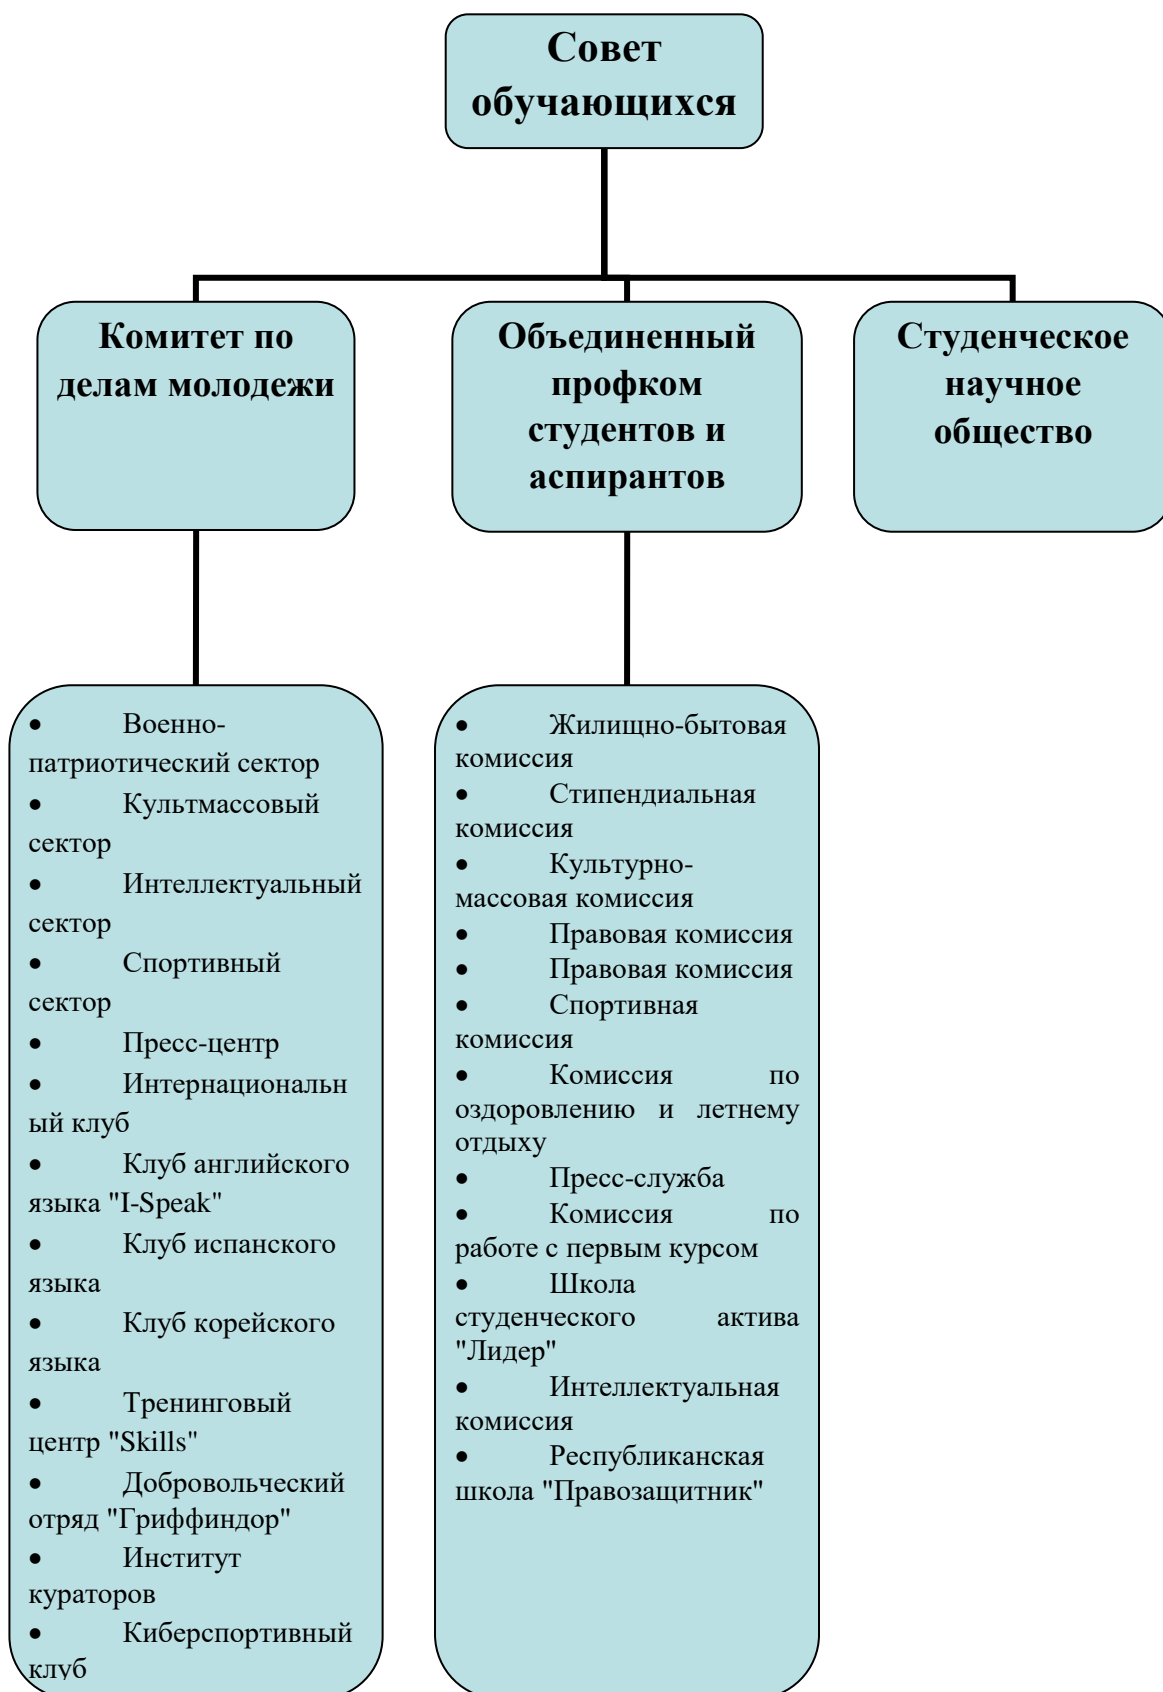 Совет
обучающихся
Комитет по
делам молодежи
Объединенный
профком
студентов и
аспирантов
Студенческое
научное
общество
• Военно-
патриотический сектор
• Культмассовый
сектор
• Интеллектуальный
сектор
• Спортивный
сектор
• Пресс-центр
• Интернациональн
ый клуб
• Клуб английского
языка "I-Speak"
• Клуб испанского
языка
• Клуб корейского
языка
• Тренинговый
центр "Skills"
• Добровольческий
отряд "Гриффиндор"
• Институт
кураторов
• Киберспортивный
клуб
• Жилищно-бытовая
комиссия
• Стипендиальная
комиссия
• Культурно-
массовая комиссия
• Правовая комиссия
• Правовая комиссия
• Спортивная
комиссия
• Комиссия по
оздоровлению и летнему
отдыху
• Пресс-служба
• Комиссия по
работе с первым курсом
• Школа
студенческого актива
"Лидер"
• Интеллектуальная
комиссия
• Республиканская
школа "Правозащитник"